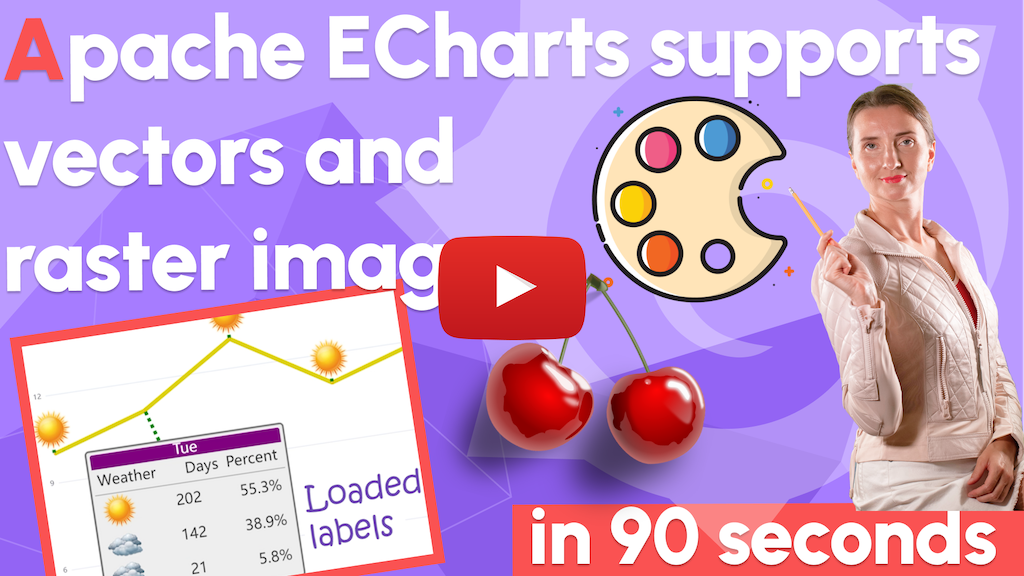 Apache ECharts supports
vectors and
raster imag
12
9
6
Tue
Weather Days Percent
202 55.3%
142 38.9%
21 5.8%
Loaded
labels
in 90 seconds